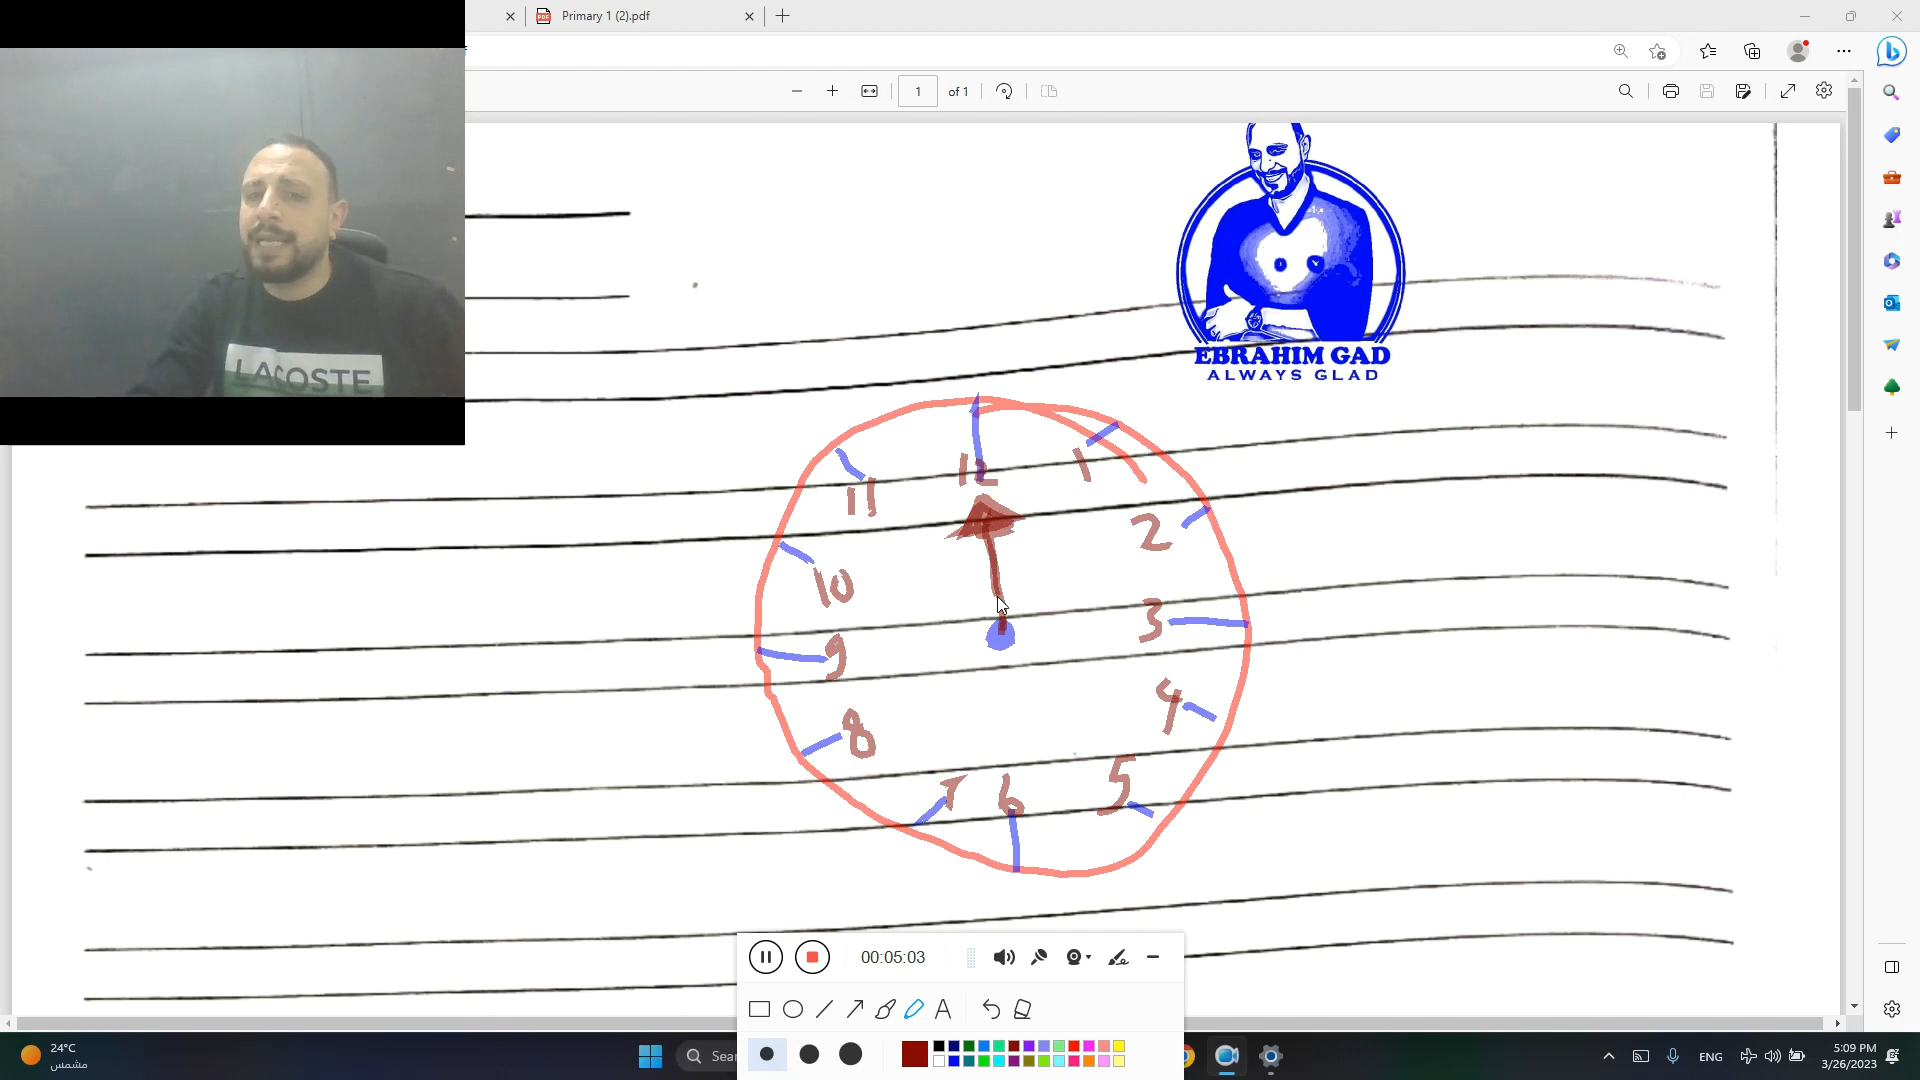 Primary 1 (2).pdf
1 of 1
LACOSTE
EBRAHIM GAD
ALWAYS GLAD
12
1
11
2
10
3
9
4
8
5
7
6
00:05:03
A
24°C
مشمس
Sear
ENG
5:09 PM
3/26/2023